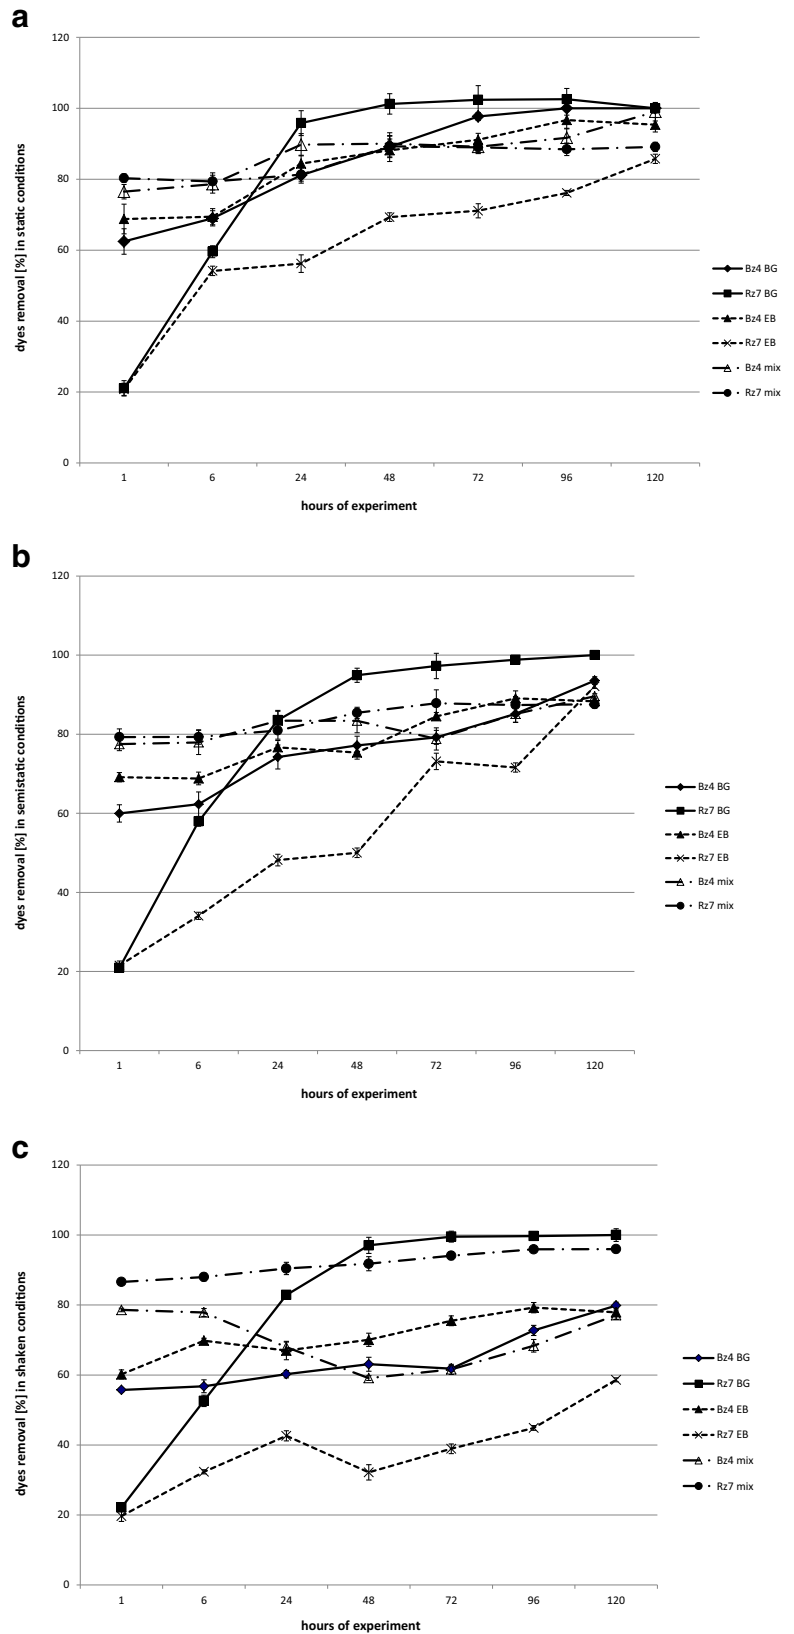 a
dyes removal [%] in static conditions
120
100
80
60
40
20
0
1 6 24 48 72 96 120
hours of experiment
Bz4 BG
Rz7 BG
Bz4 EB
Rz7 EB
Bz4 mix
Rz7 mix
b
dyes removal [%] in semistatic conditions
120
100
80
60
40
20
0
1 6 24 48 72 96 120
hours of experiment
Bz4 BG
Rz7 BG
Bz4 EB
Rz7 EB
Bz4 mix
Rz7 mix
c
dyes removal [%] in shaken conditions
120
100
80
60
40
20
0
1 6 24 48 72 96 120
hours of experiment
Bz4 BG
Rz7 BG
Bz4 EB
Rz7 EB
Bz4 mix
Rz7 mix